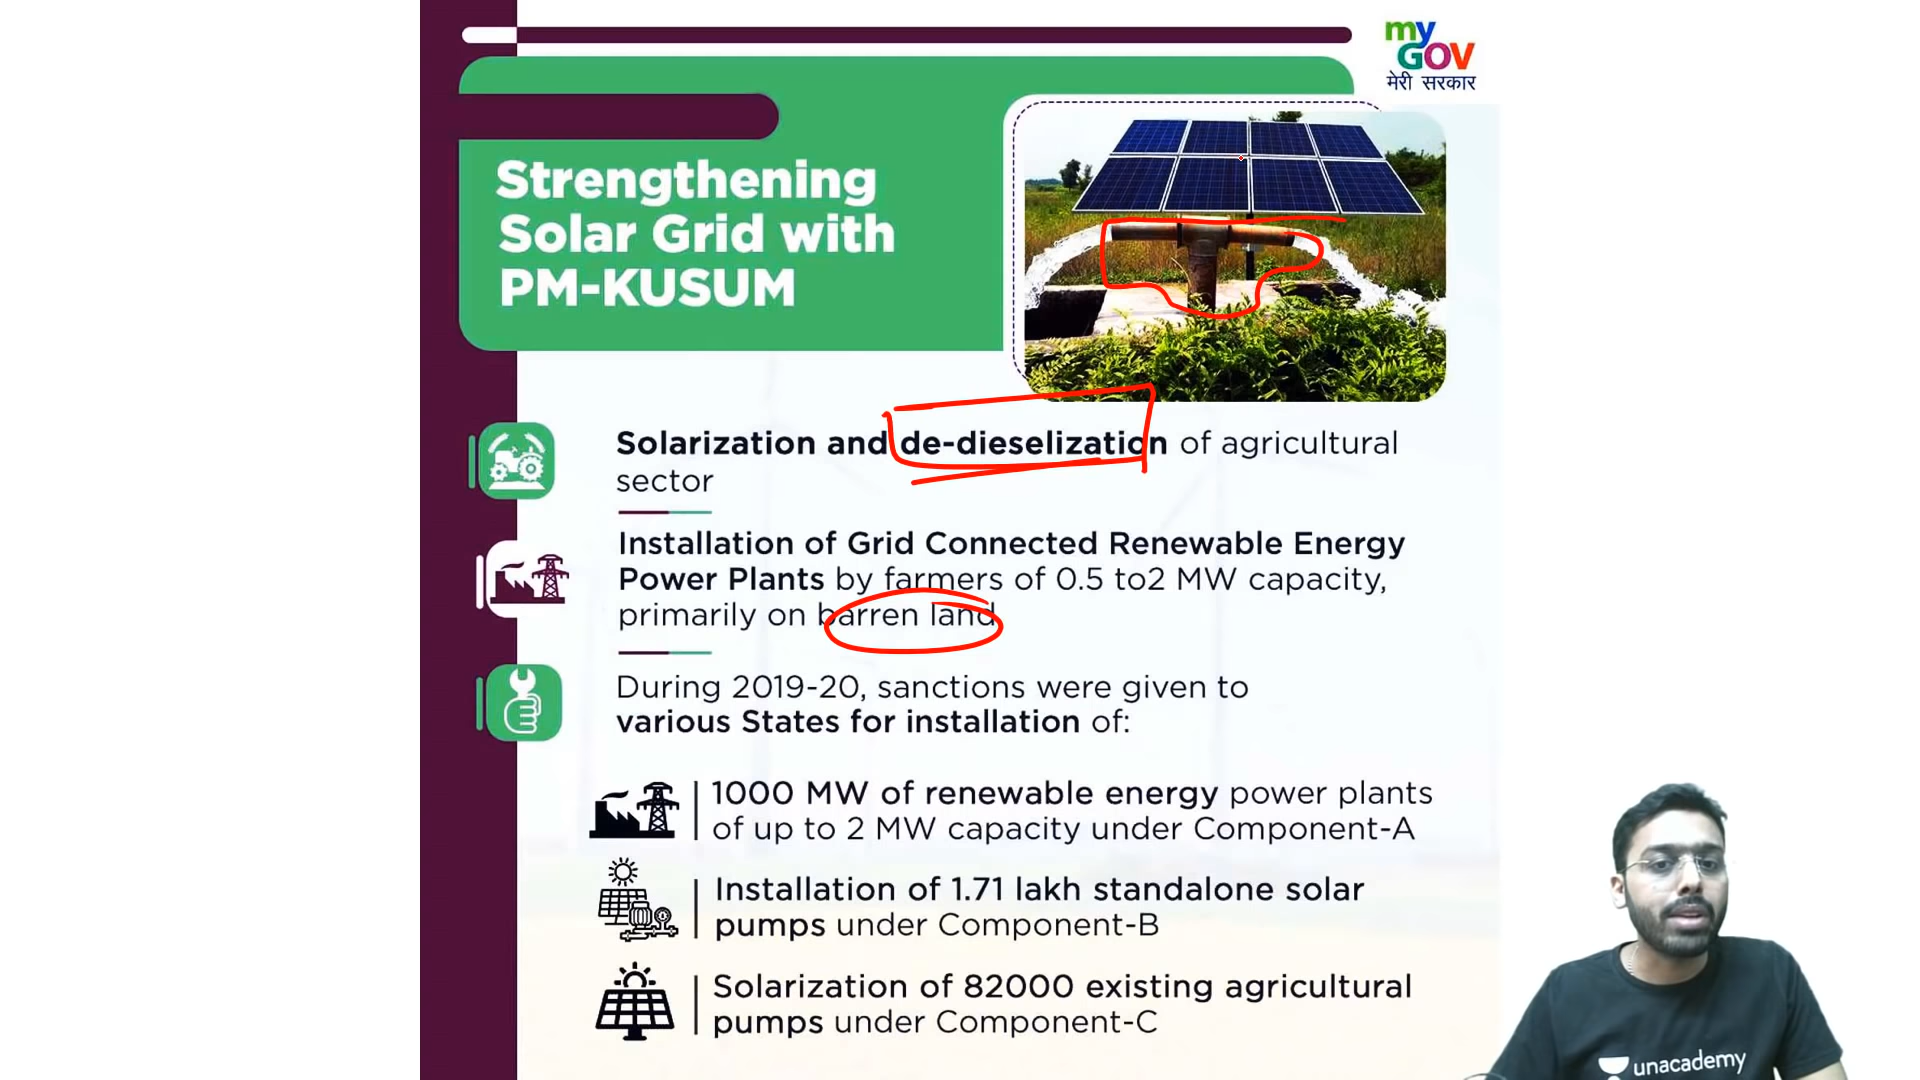 my
GOV
मेरी सरकार
Strengthening
Solar Grid with
PM-KUSUM
Solarization and de-dieselization of agricultural
sector
Installation of Grid Connected Renewable Energy
Power Plants by farmers of 0.5 to2 MW capacity,
primarily on barren land
During 2019-20, sanctions were given to
various States for installation of:
1000 MW of renewable energy power plants
of up to 2 MW capacity under Component-A
Installation of 1.71 lakh standalone solar
pumps under Component-B
Solarization of 82000 existing agricultural
pumps under Component-C
unacademy